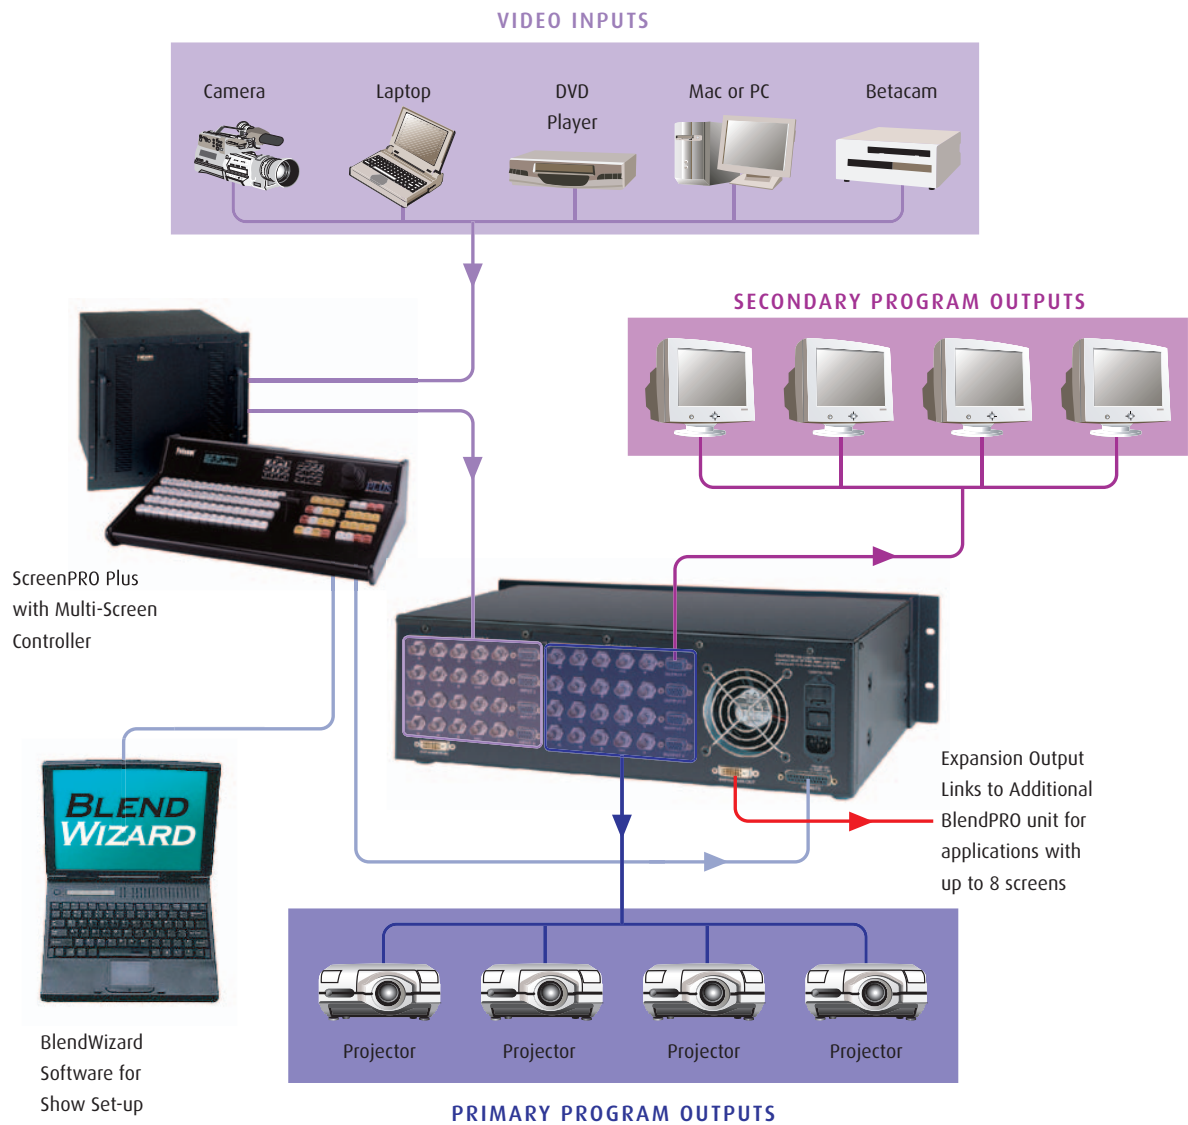 VIDEO INPUTS
Camera
Laptop
DVD
Player
Mac or PC
Betacam
SECONDARY PROGRAM OUTPUTS
ScreenPRO Plus
with Multi-Screen
Controller
PLUS
BLEND
WIZARD
Expansion Output
Links to Additional
BlendPRO unit for
applications with
up to 8 screens
BlendWizard
Software for
Show Set-up
Projector
Projector
Projector
Projector
PRIMARY PROGRAM OUTPUTS